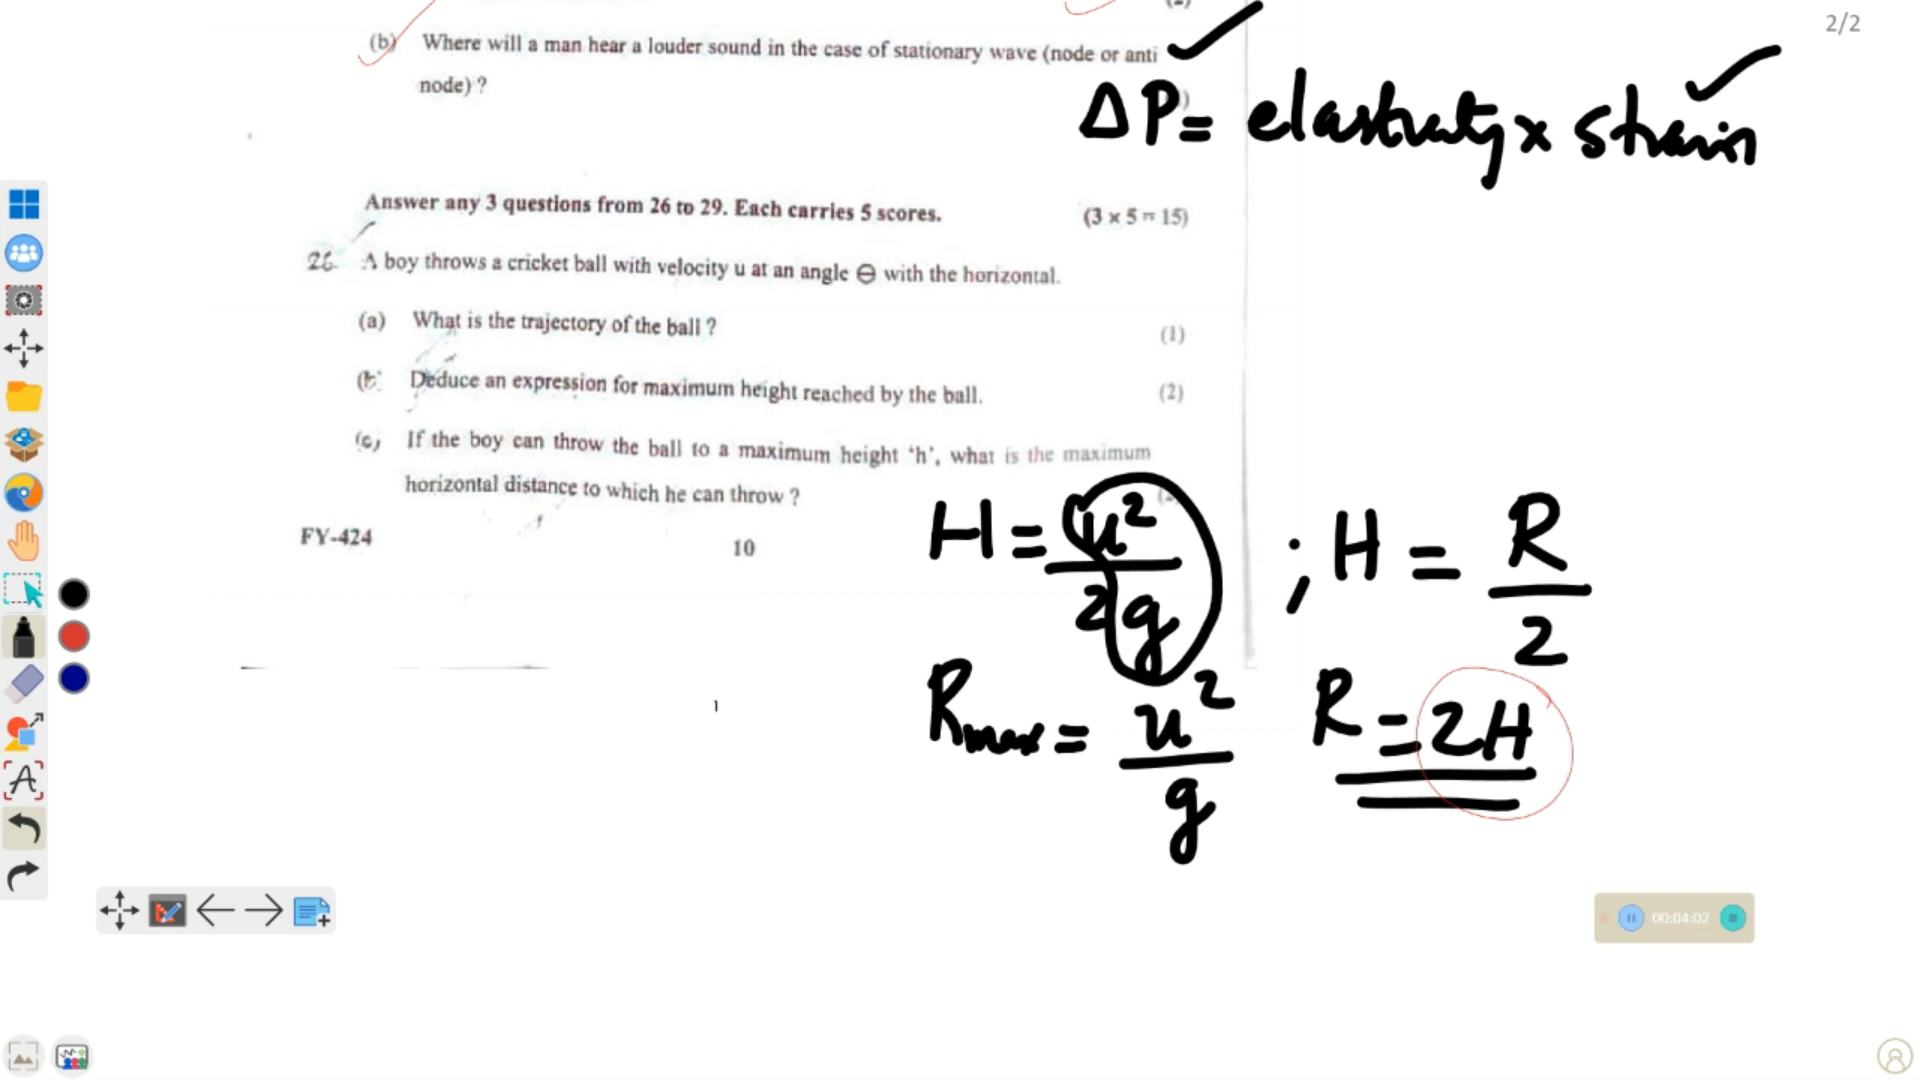 2/2
(b) Where will a man hear a louder sound in the case of stationary wave (node or anti
node) ?
ΔP = elasticity x strain
Answer any 3 questions from 26 to 29. Each carries 5 scores. (3 × 5 = 15)
26. A boy throws a cricket ball with velocity u at an angle Θ with the horizontal.
(a) What is the trajectory of the ball ? (1)
(b) Deduce an expression for maximum height reached by the ball. (2)
(c) If the boy can throw the ball to a maximum height ‘h’, what is the maximum
horizontal distance to which he can throw ?
H = u²/2g ; H = R/2
FY-424 10
Rmax = u²/g R = 2H
1
00:04:02